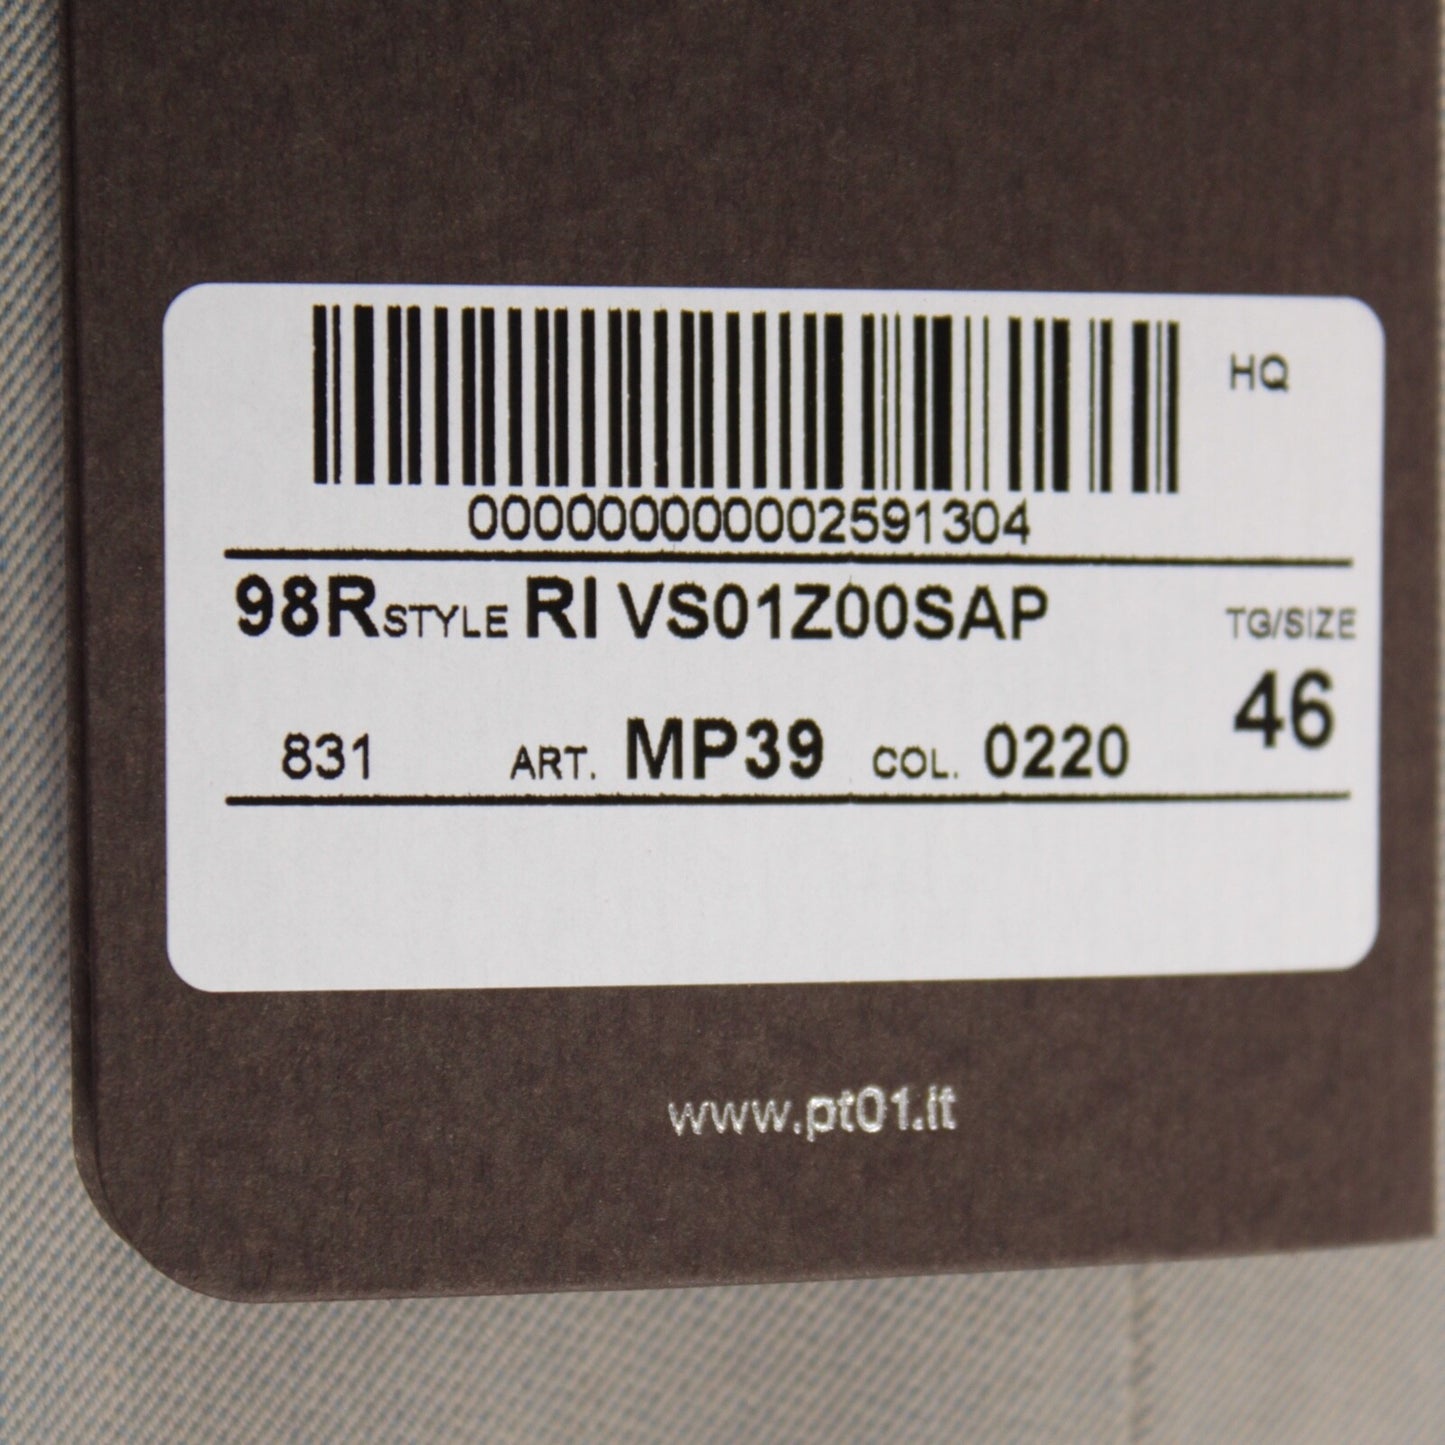 HQ
000000000002591304
98R STYLE RI VS01Z00SAP
TG/SIZE
46
831 ART. MP39 COL. 0220
www.pt01.it